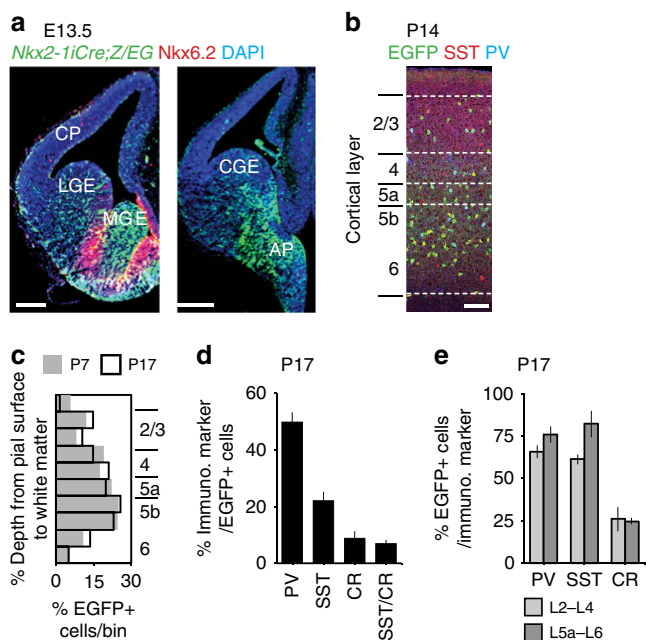 a
E13.5
Nkx2-1iCre;Z/EG Nkx6.2 DAPI
CP
LGE
MGE
CGE
AP
b
P14
EGFP SST PV
Cortical layer
2/3
4
5a
5b
6
c
P7 P17
% Depth from pial surface
to white matter
2/3
4
5a
5b
6
0 15 30
% EGFP+
cells/bin
d
P17
% Immuno. marker
/EGFP+ cells
60
40
20
0
PV
SST
CR
SST/CR
e
P17
% EGFP+ cells
/immuno. marker
100
75
50
25
0
PV SST CR
L2–L4
L5a–L6